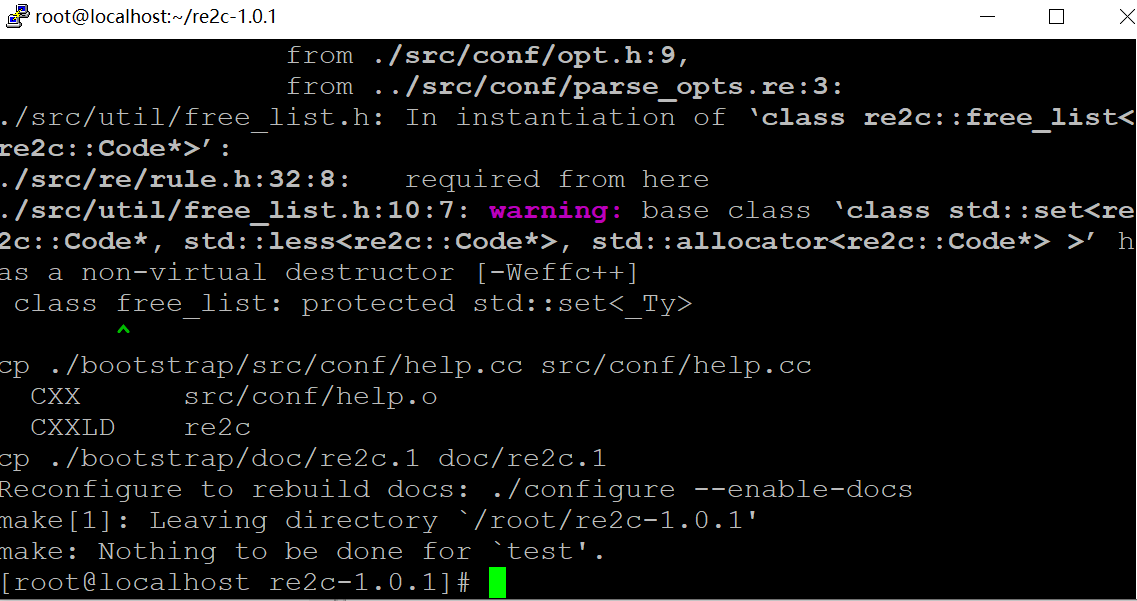 root@localhost:~/re2c-1.0.1
from ./src/conf/opt.h:9,
from ../src/conf/parse_opts.re:3:
./src/util/free_list.h: In instantiation of ‘class re2c::free_list<
re2c::Code*>’:
./src/re/rule.h:32:8:   required from here
./src/util/free_list.h:10:7: warning: base class ‘class std::set<re
2c::Code*, std::less<re2c::Code*>, std::allocator<re2c::Code*> >’ h
as a non-virtual destructor [-Weffc++]
class free_list: protected std::set<_Ty>
^
cp ./bootstrap/src/conf/help.cc src/conf/help.cc
CXX      src/conf/help.o
CXXLD    re2c
cp ./bootstrap/doc/re2c.1 doc/re2c.1
Reconfigure to rebuild docs: ./configure --enable-docs
make[1]: Leaving directory `/root/re2c-1.0.1'
make: Nothing to be done for `test'.
[root@localhost re2c-1.0.1]#